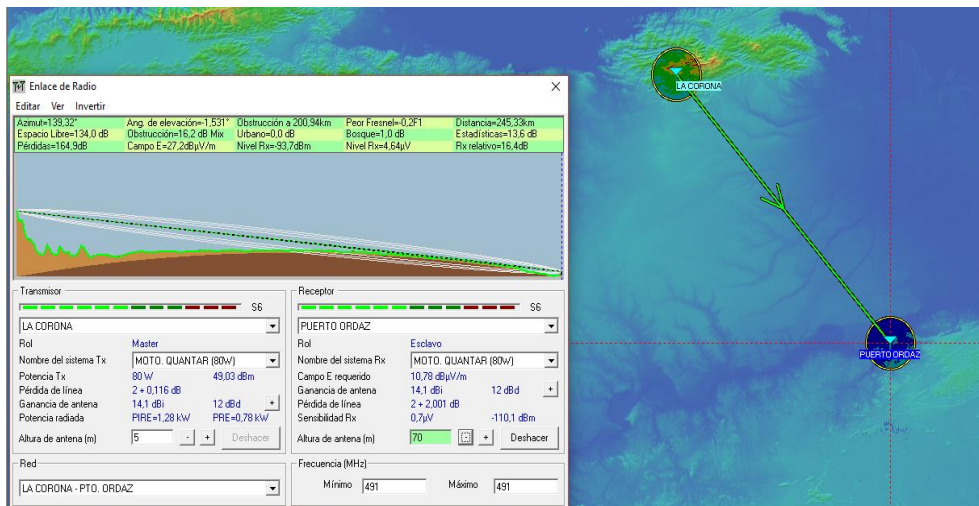 LA CORONA
PUERTO ORDAZ
Enlace de Radio
Editar Ver Invertir
Azimut=139,32° Ang. de elevación=-1,531° Obstrucción a 200,94km Peor Fresnel=-0,2F1 Distancia=245,33km
Espacio Libre=134,0 dB Obstrucción=16,2 dB Mix Urbano=0,0 dB Bosque=1,0 dB Estadísticas=13,6 dB
Pérdidas=164,9dB Campo E=27,2dBµV/m Nivel Rx=-93,7dBm Nivel Rx=4,64µV Rx relativo=16,4dB
Transmisor
S6
LA CORONA
Rol Master
Nombre del sistema Tx MOTO. QUANTAR (80W)
Potencia Tx 80 W 49,03 dBm
Pérdida de línea 2 + 0,116 dB
Ganancia de antena 14,1 dBi 12 dBd +
Potencia radiada PIRE=1,28 kW PRE=0,78 kW
Altura de antena (m) 5 - + Deshacer
Red
LA CORONA - PTO. ORDAZ
Receptor
S6
PUERTO ORDAZ
Rol Esclavo
Nombre del sistema Rx MOTO. QUANTAR (80W)
Campo E requerido 10,78 dBµV/m
Ganancia de antena 14,1 dBi 12 dBd +
Pérdida de línea 2 + 2,001 dB
Sensibilidad Rx 0,7µV -110,1 dBm
Altura de antena (m) 70 - + Deshacer
Frecuencia (MHz)
Mínimo 491 Máximo 491